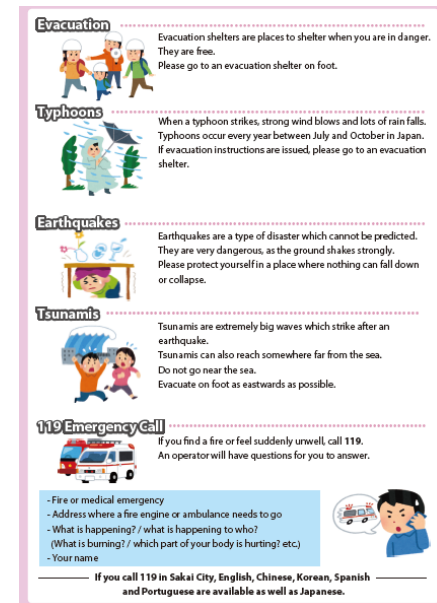 Evacuation
Evacuation shelters are places to shelter when you are in danger.
They are free.
Please go to an evacuation shelter on foot.
Typhoons
When a typhoon strikes, strong wind blows and lots of rain falls.
Typhoons occur every year between July and October in Japan.
If evacuation instructions are issued, please go to an evacuation
shelter.
Earthquakes
Earthquakes are a type of disaster which cannot be predicted.
They are very dangerous, as the ground shakes strongly.
Please protect yourself in a place where nothing can fall down
or collapse.
Tsunamis
Tsunamis are extremely big waves which strike after an
earthquake.
Tsunamis can also reach somewhere far from the sea.
Do not go near the sea.
Evacuate on foot as eastwards as possible.
119 Emergency Call
If you find a fire or feel suddenly unwell, call 119.
An operator will have questions for you to answer.
- Fire or medical emergency
- Address where a fire engine or ambulance needs to go
- What is happening? / what is happening to who?
(What is burning? / which part of your body is hurting? etc.)
- Your name
If you call 119 in Sakai City, English, Chinese, Korean, Spanish
and Portuguese are available as well as Japanese.